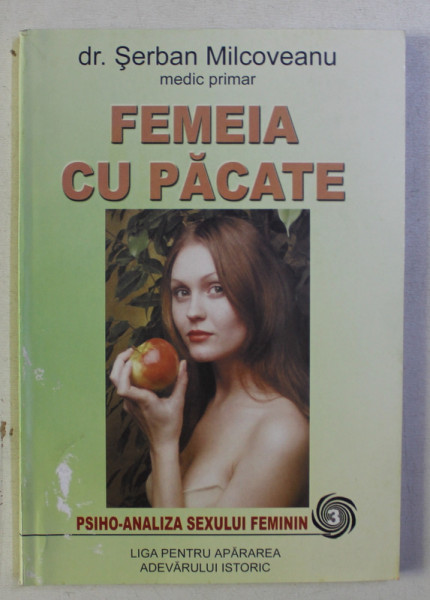 dr. Şerban Milcoveanu
medic primar
FEMEIA
CU PĂCATE
PSIHO-ANALIZA SEXULUI FEMININ 3
LIGA PENTRU APĂRAREA
ADEVĂRULUI ISTORIC